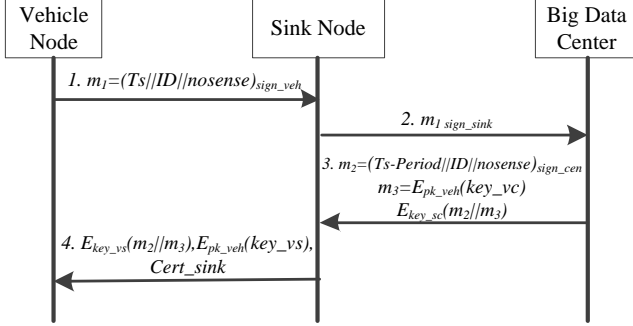 Vehicle
Node
Sink Node
Big Data
Center
1. m1=(Ts||ID||nosense)sign_veh
2. m1 sign_sink
3. m2=(Ts-Period||ID||nosense)sign_cen
m3=Epk_veh(key_vc)
Ekey_sc(m2||m3)
4. Ekey_vs(m2||m3),Epk_veh(key_vs),
Cert_sink